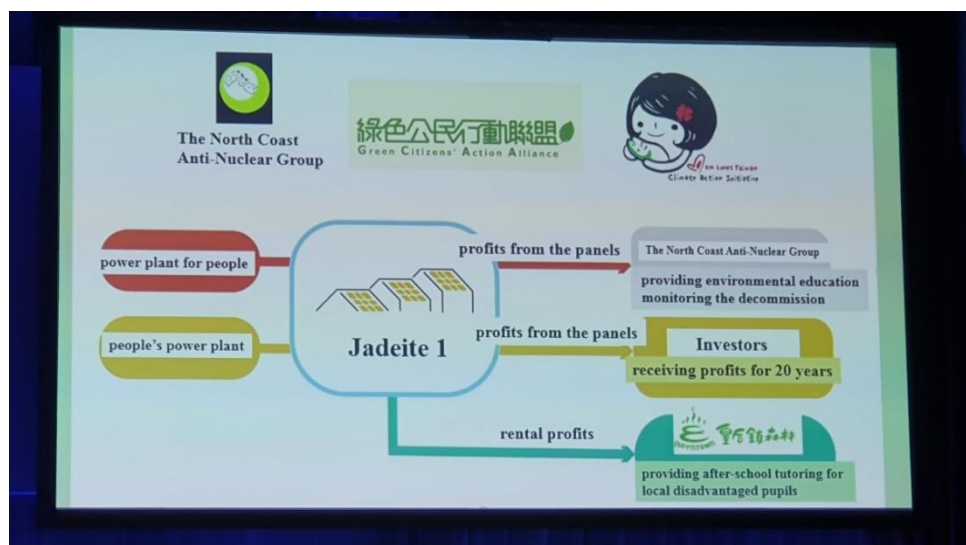 The North Coast
Anti-Nuclear Group
綠色公民行動聯盟
Green Citizens' Action Alliance
Mom Loves Taiwan
Climate Action Initiative
power plant for people
people's power plant
Jadeite 1
profits from the panels
profits from the panels
rental profits
The North Coast Anti-Nuclear Group
providing environmental education
monitoring the decommission
Investors
receiving profits for 20 years
providing after-school tutoring for
local disadvantaged pupils